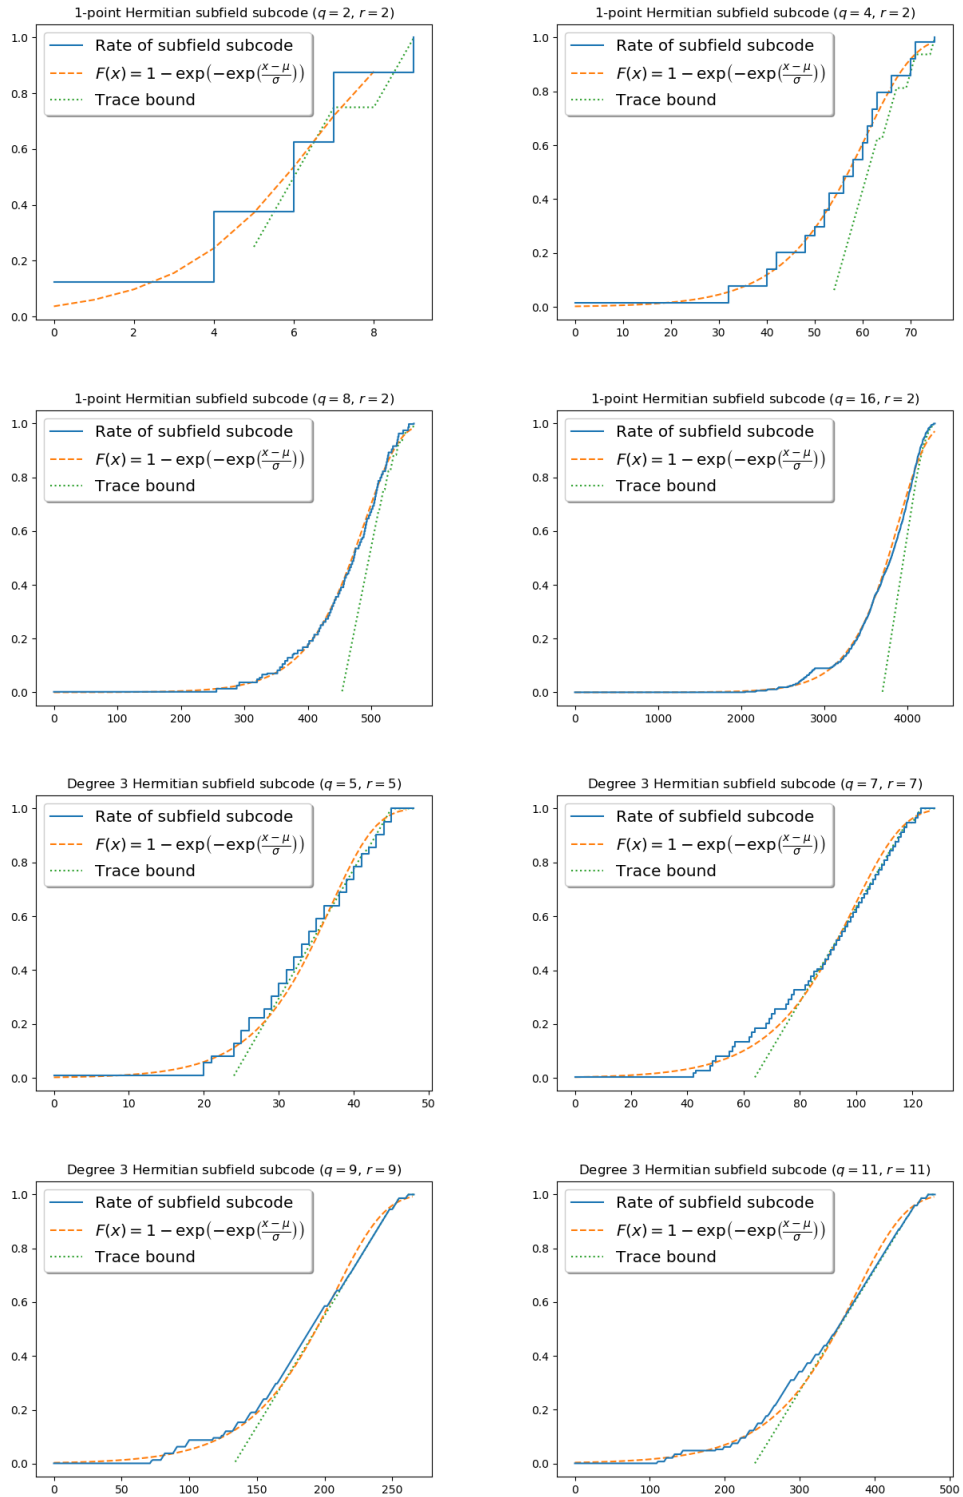 1-point Hermitian subfield subcode (q = 2, r = 2)
1.0
0.8
0.6
0.4
0.2
0.0
Rate of subfield subcode
F(x) = 1 − exp(−exp((x − μ)/σ))
Trace bound
0 2 4 6 8
1-point Hermitian subfield subcode (q = 4, r = 2)
1.0
0.8
0.6
0.4
0.2
0.0
Rate of subfield subcode
F(x) = 1 − exp(−exp((x − μ)/σ))
Trace bound
0 10 20 30 40 50 60 70
1-point Hermitian subfield subcode (q = 8, r = 2)
1.0
0.8
0.6
0.4
0.2
0.0
Rate of subfield subcode
F(x) = 1 − exp(−exp((x − μ)/σ))
Trace bound
0 100 200 300 400 500
1-point Hermitian subfield subcode (q = 16, r = 2)
1.0
0.8
0.6
0.4
0.2
0.0
Rate of subfield subcode
F(x) = 1 − exp(−exp((x − μ)/σ))
Trace bound
0 1000 2000 3000 4000
Degree 3 Hermitian subfield subcode (q = 5, r = 5)
1.0
0.8
0.6
0.4
0.2
0.0
Rate of subfield subcode
F(x) = 1 − exp(−exp((x − μ)/σ))
Trace bound
0 10 20 30 40 50
Degree 3 Hermitian subfield subcode (q = 7, r = 7)
1.0
0.8
0.6
0.4
0.2
0.0
Rate of subfield subcode
F(x) = 1 − exp(−exp((x − μ)/σ))
Trace bound
0 20 40 60 80 100 120
Degree 3 Hermitian subfield subcode (q = 9, r = 9)
1.0
0.8
0.6
0.4
0.2
0.0
Rate of subfield subcode
F(x) = 1 − exp(−exp((x − μ)/σ))
Trace bound
0 50 100 150 200 250
Degree 3 Hermitian subfield subcode (q = 11, r = 11)
1.0
0.8
0.6
0.4
0.2
0.0
Rate of subfield subcode
F(x) = 1 − exp(−exp((x − μ)/σ))
Trace bound
0 100 200 300 400 500